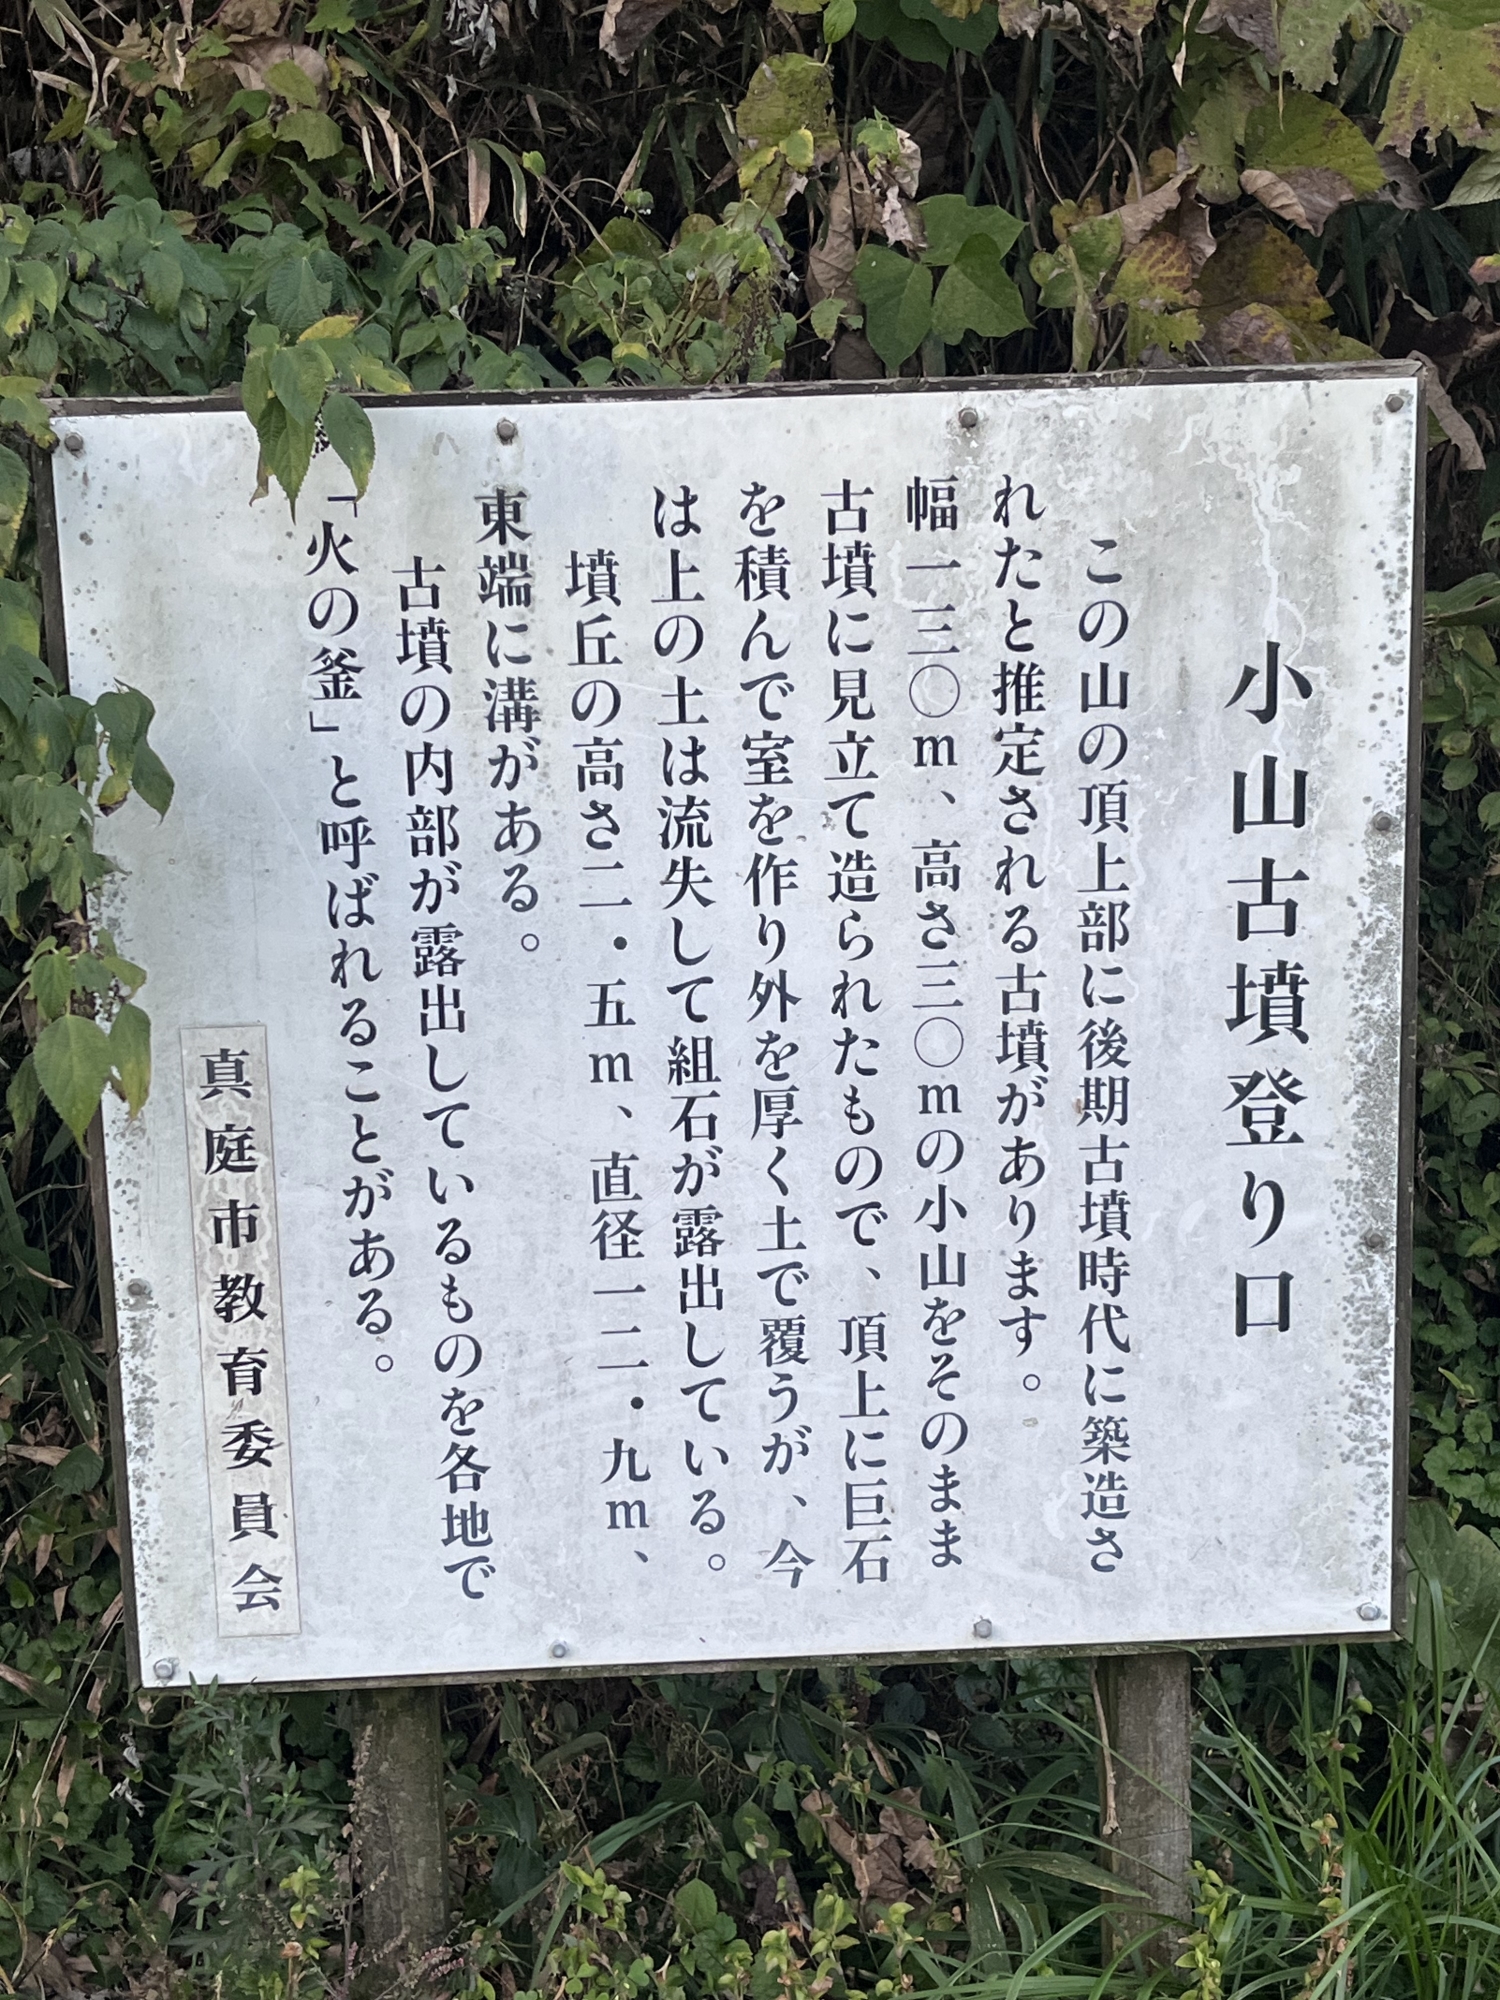 小山古墳登り口
この山の頂上部に後期古墳時代に築造さ
れたと推定される古墳があります。
幅一三〇m、高さ三〇mの小山をそのまま
古墳に見立て造られたもので、頂上に巨石
を積んで室を作り外を厚く土で覆うが、今
は上の土は流失して組石が露出している。
墳丘の高さ二・五m、直径一二・九m、
東端に溝がある。
古墳の内部が露出しているものを各地で
「火の釜」と呼ばれることがある。
真庭市教育委員会